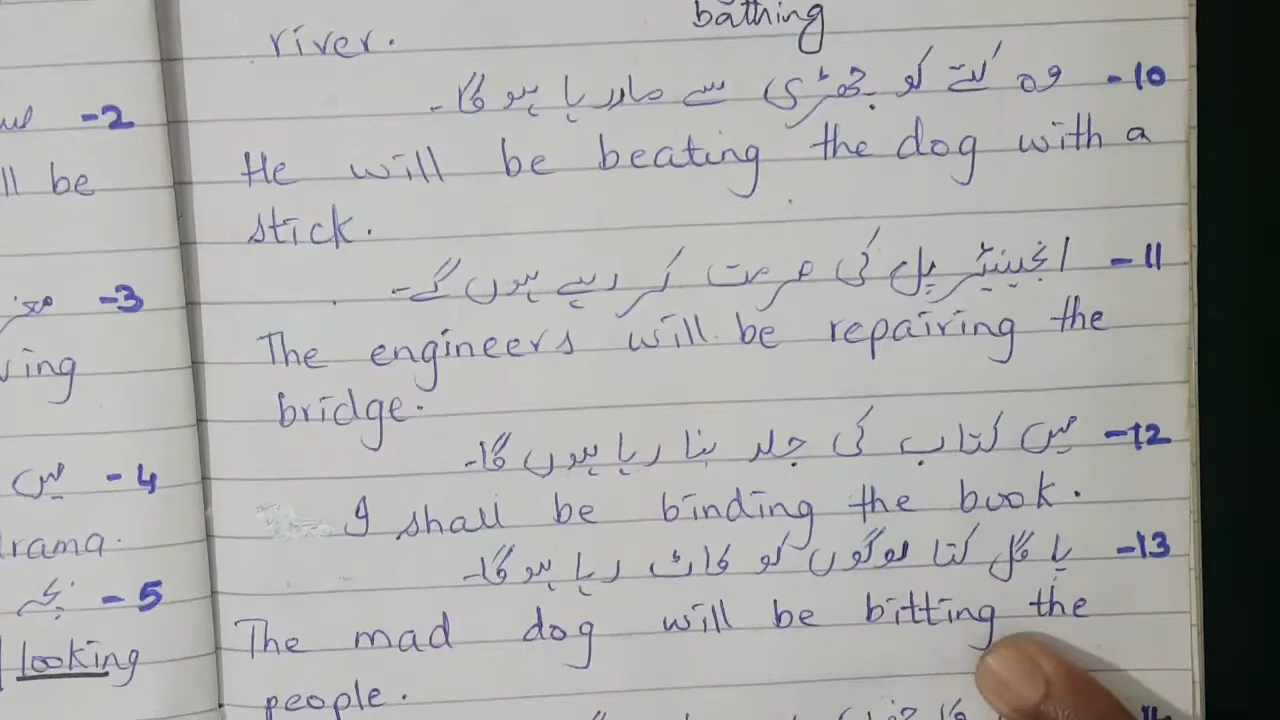 river.
bathing
10- وہ کتے کو چھڑی سے مار رہا ہو گا۔
He will be beating the dog with a
stick.
11- انجینیئر پل کی مرمت کر رہے ہوں گے۔
The engineers will be repairing the
bridge.
12- میں کتاب کی جلد بنا رہا ہوں گا۔
I shall be binding the book.
13- پاگل کتا لوگوں کو کاٹ رہا ہو گا۔
The mad dog will be bitting the
people.
2-
ll be
3-
ring
4- میں
drama.
5-
looking